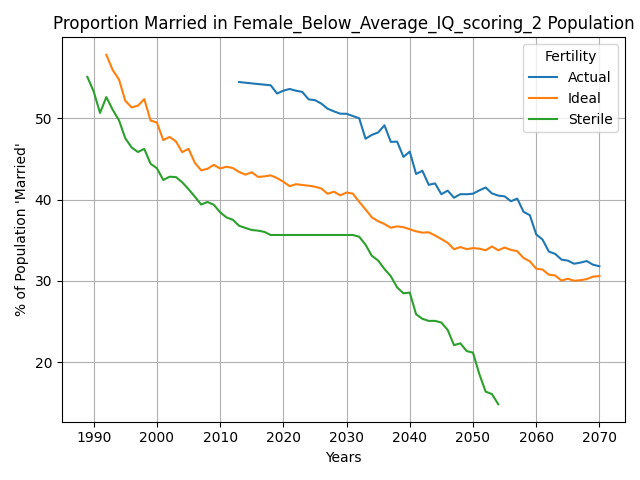 Proportion Married in Female_Below_Average_IQ_scoring_2 Population
% of Population 'Married'
Fertility
Actual
Ideal
Sterile
50
40
30
20
1990 2000 2010 2020 2030 2040 2050 2060 2070
Years